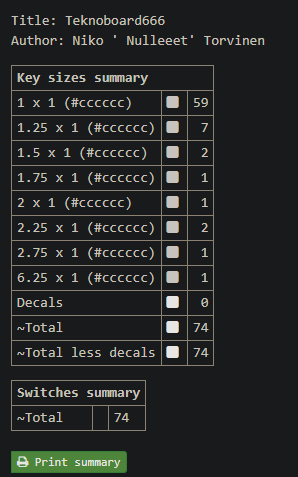 Title: Teknoboard666
Author: Niko ' Nulleeet' Torvinen
Key sizes summary
1 x 1 (#cccccc) 59
1.25 x 1 (#cccccc) 7
1.5 x 1 (#cccccc) 2
1.75 x 1 (#cccccc) 1
2 x 1 (#cccccc) 1
2.25 x 1 (#cccccc) 2
2.75 x 1 (#cccccc) 1
6.25 x 1 (#cccccc) 1
Decals 0
~Total 74
~Total less decals 74
Switches summary
~Total 74
Print summary